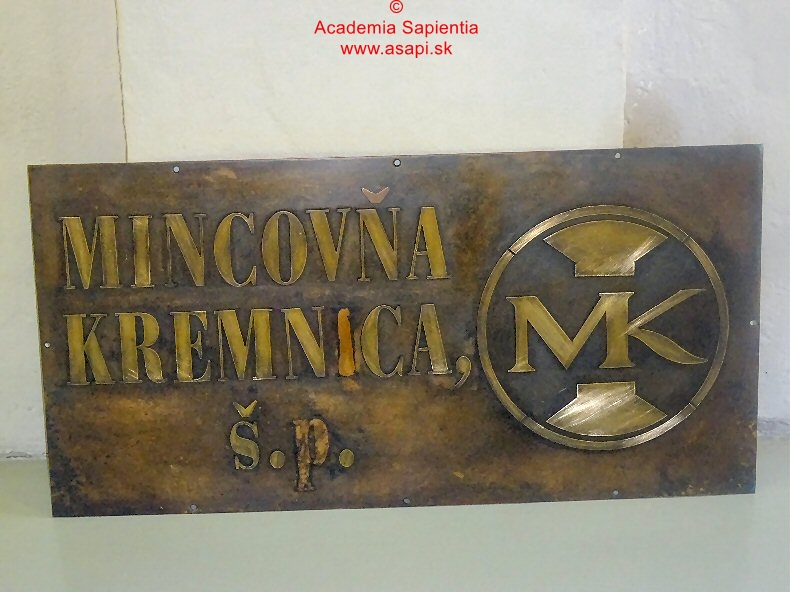 ©
Academia Sapientia
www.asapi.sk
MINCOVŇA
KREMNICA,
š.p.
MK